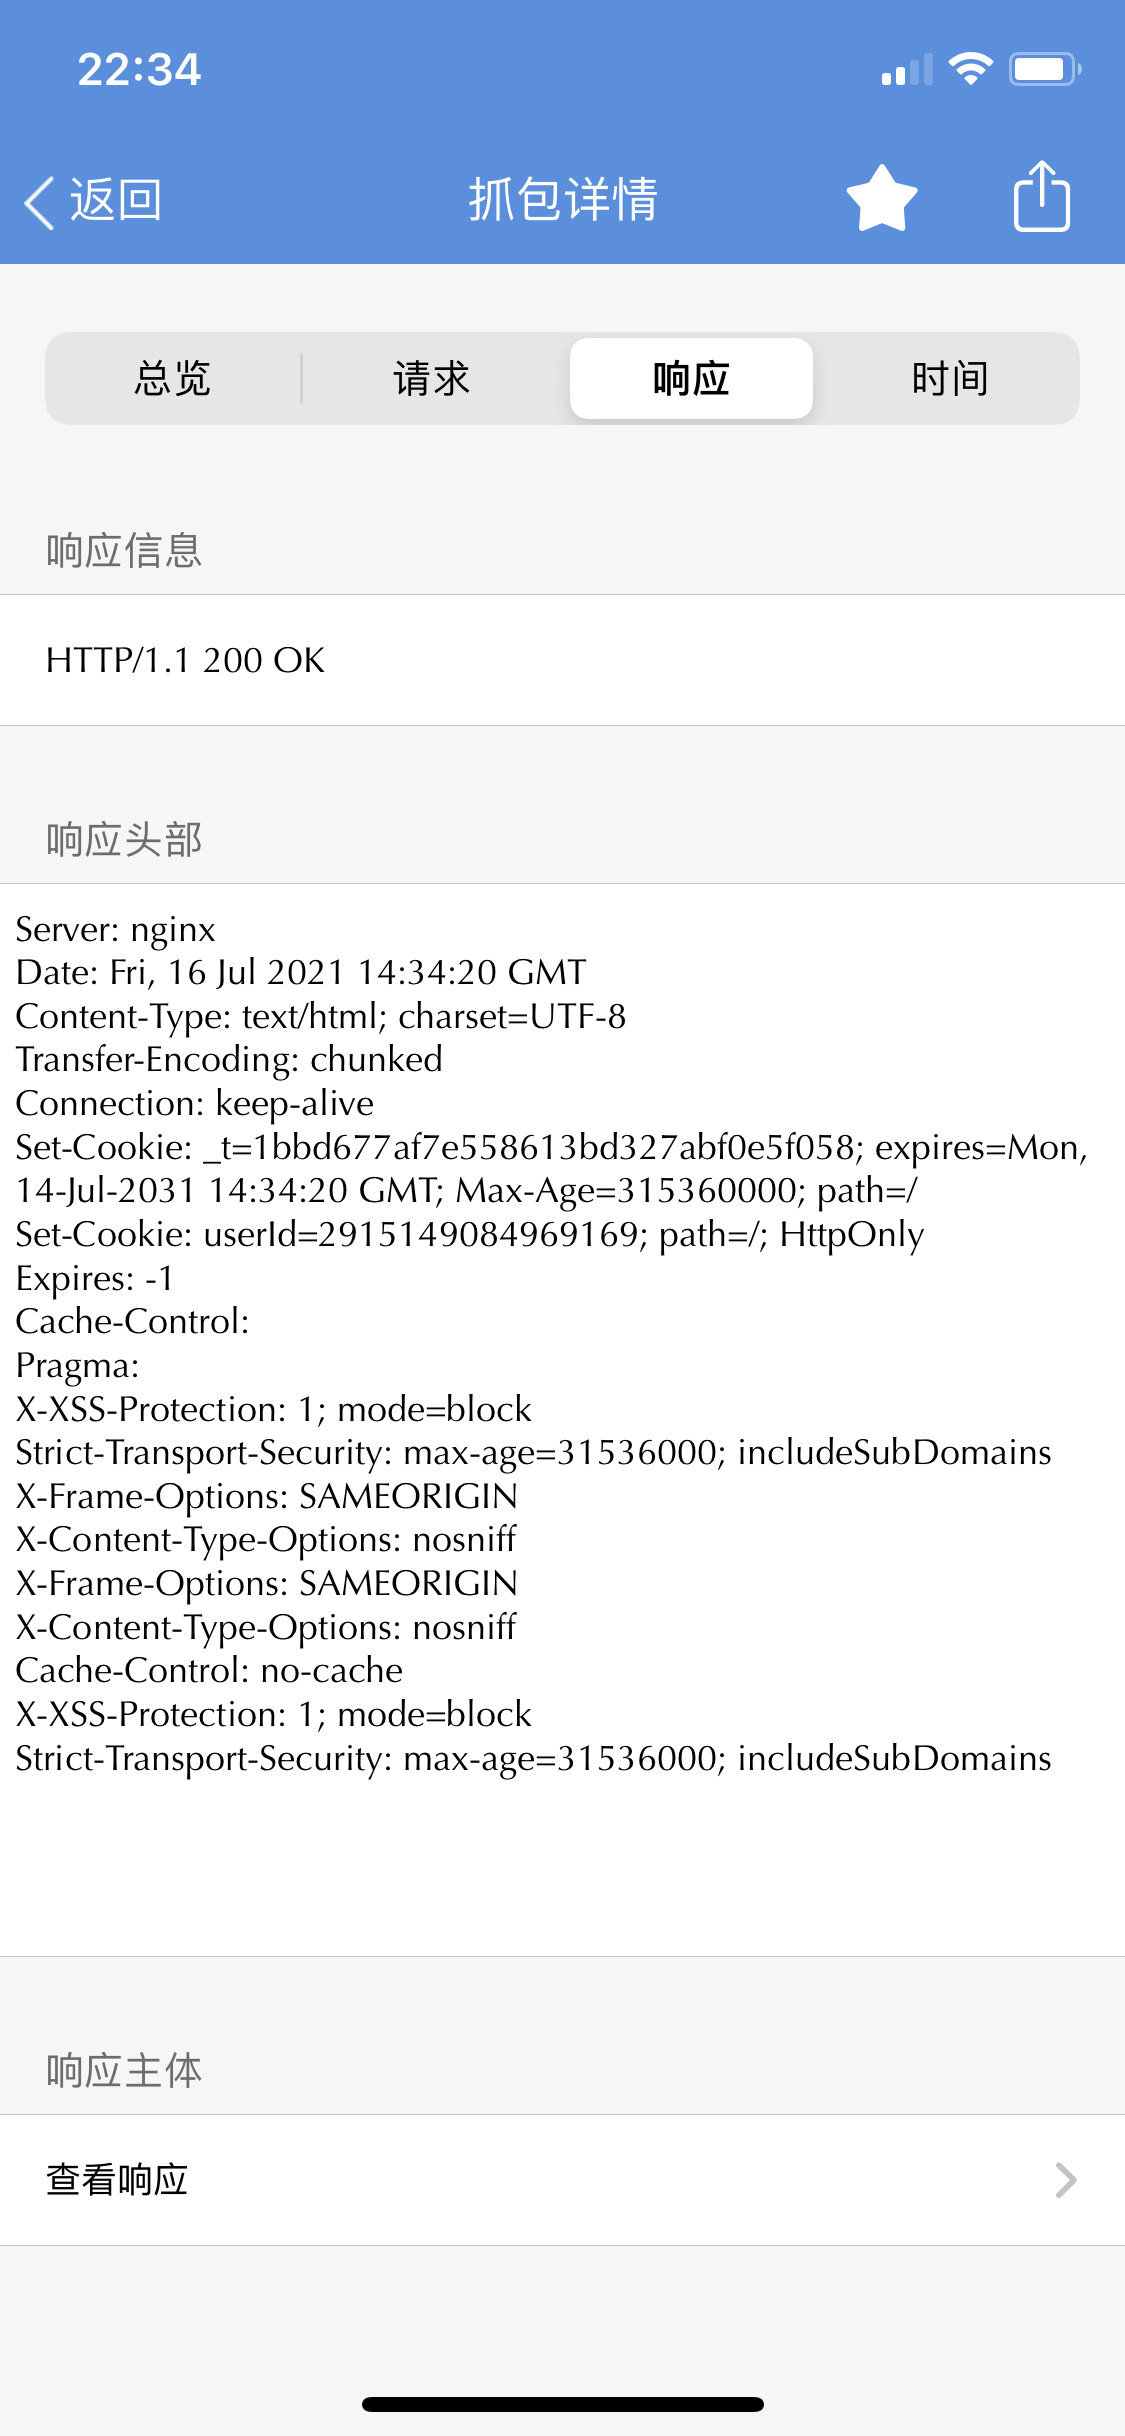 22:34
返回
抓包详情
总览
请求
响应
时间
响应信息
HTTP/1.1 200 OK
响应头部
Server: nginx
Date: Fri, 16 Jul 2021 14:34:20 GMT
Content-Type: text/html; charset=UTF-8
Transfer-Encoding: chunked
Connection: keep-alive
Set-Cookie: _t=1bbd677af7e558613bd327abf0e5f058; expires=Mon,
14-Jul-2031 14:34:20 GMT; Max-Age=315360000; path=/
Set-Cookie: userId=2915149084969169; path=/; HttpOnly
Expires: -1
Cache-Control:
Pragma:
X-XSS-Protection: 1; mode=block
Strict-Transport-Security: max-age=31536000; includeSubDomains
X-Frame-Options: SAMEORIGIN
X-Content-Type-Options: nosniff
X-Frame-Options: SAMEORIGIN
X-Content-Type-Options: nosniff
Cache-Control: no-cache
X-XSS-Protection: 1; mode=block
Strict-Transport-Security: max-age=31536000; includeSubDomains
响应主体
查看响应